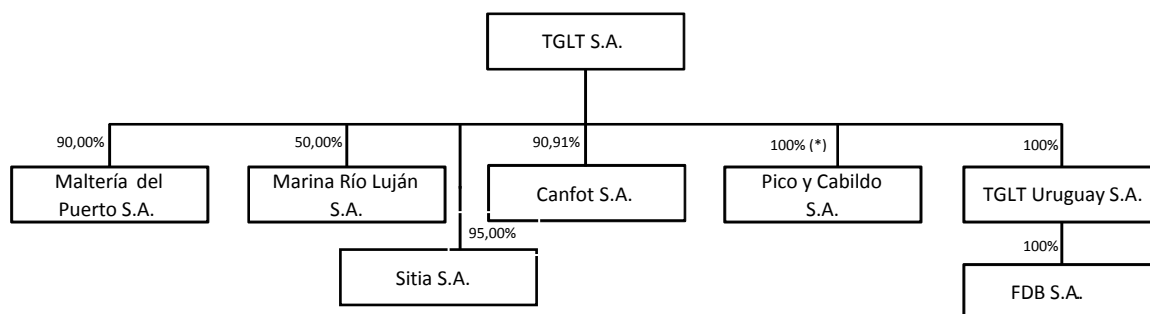 TGLT S.A.
90,00%
50,00%
90,91%
100% (*)
100%
Maltería del
Puerto S.A.
Marina Río Luján
S.A.
Canfot S.A.
Pico y Cabildo
S.A.
TGLT Uruguay S.A.
95,00%
100%
Sitia S.A.
FDB S.A.